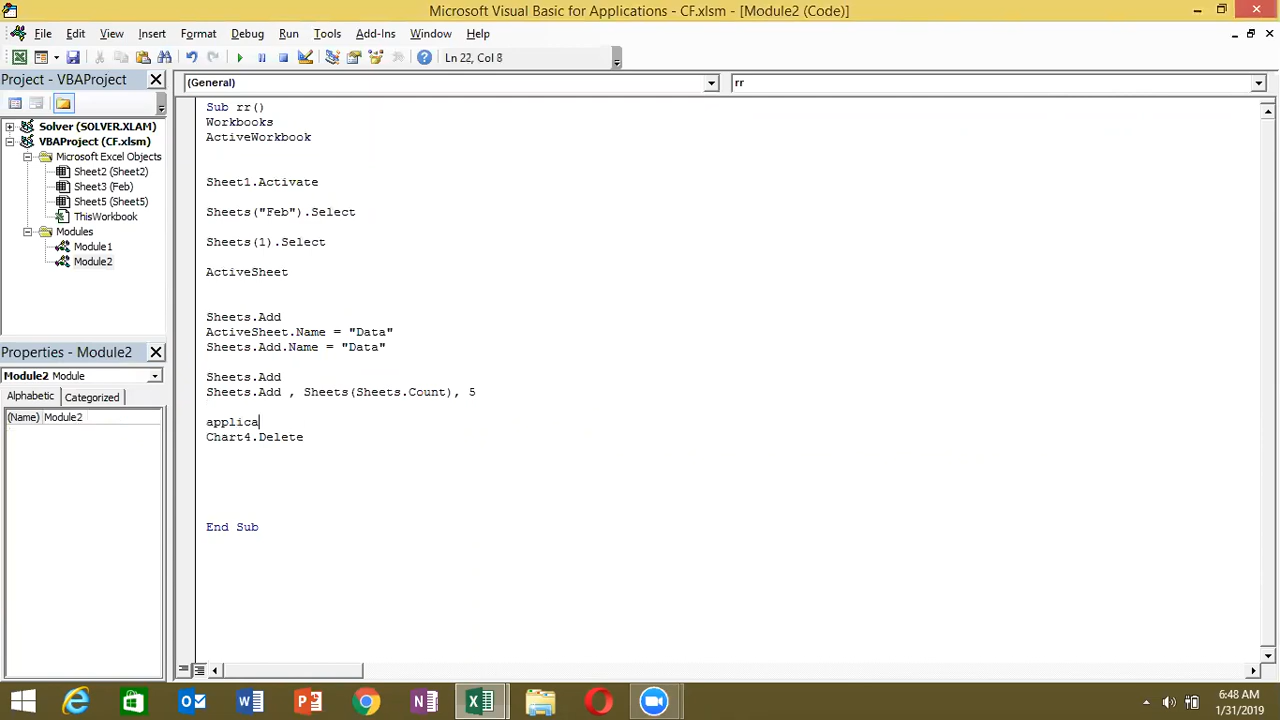 Microsoft Visual Basic for Applications - CF.xlsm - [Module2 (Code)]
File Edit View Insert Format Debug Run Tools Add-Ins Window Help
Ln 22, Col 8
Project - VBAProject
(General)
rr
Solver (SOLVER.XLAM)
VBAProject (CF.xlsm)
Microsoft Excel Objects
Sheet2 (Sheet2)
Sheet3 (Feb)
Sheet5 (Sheet5)
ThisWorkbook
Modules
Module1
Module2
Properties - Module2
Module2 Module
Alphabetic Categorized
(Name) Module2
Sub rr()
Workbooks
ActiveWorkbook
Sheet1.Activate
Sheets("Feb").Select
Sheets(1).Select
ActiveSheet
Sheets.Add
ActiveSheet.Name = "Data"
Sheets.Add.Name = "Data"
Sheets.Add
Sheets.Add , Sheets(Sheets.Count), 5
applica
Chart4.Delete
End Sub
6:48 AM
1/31/2019